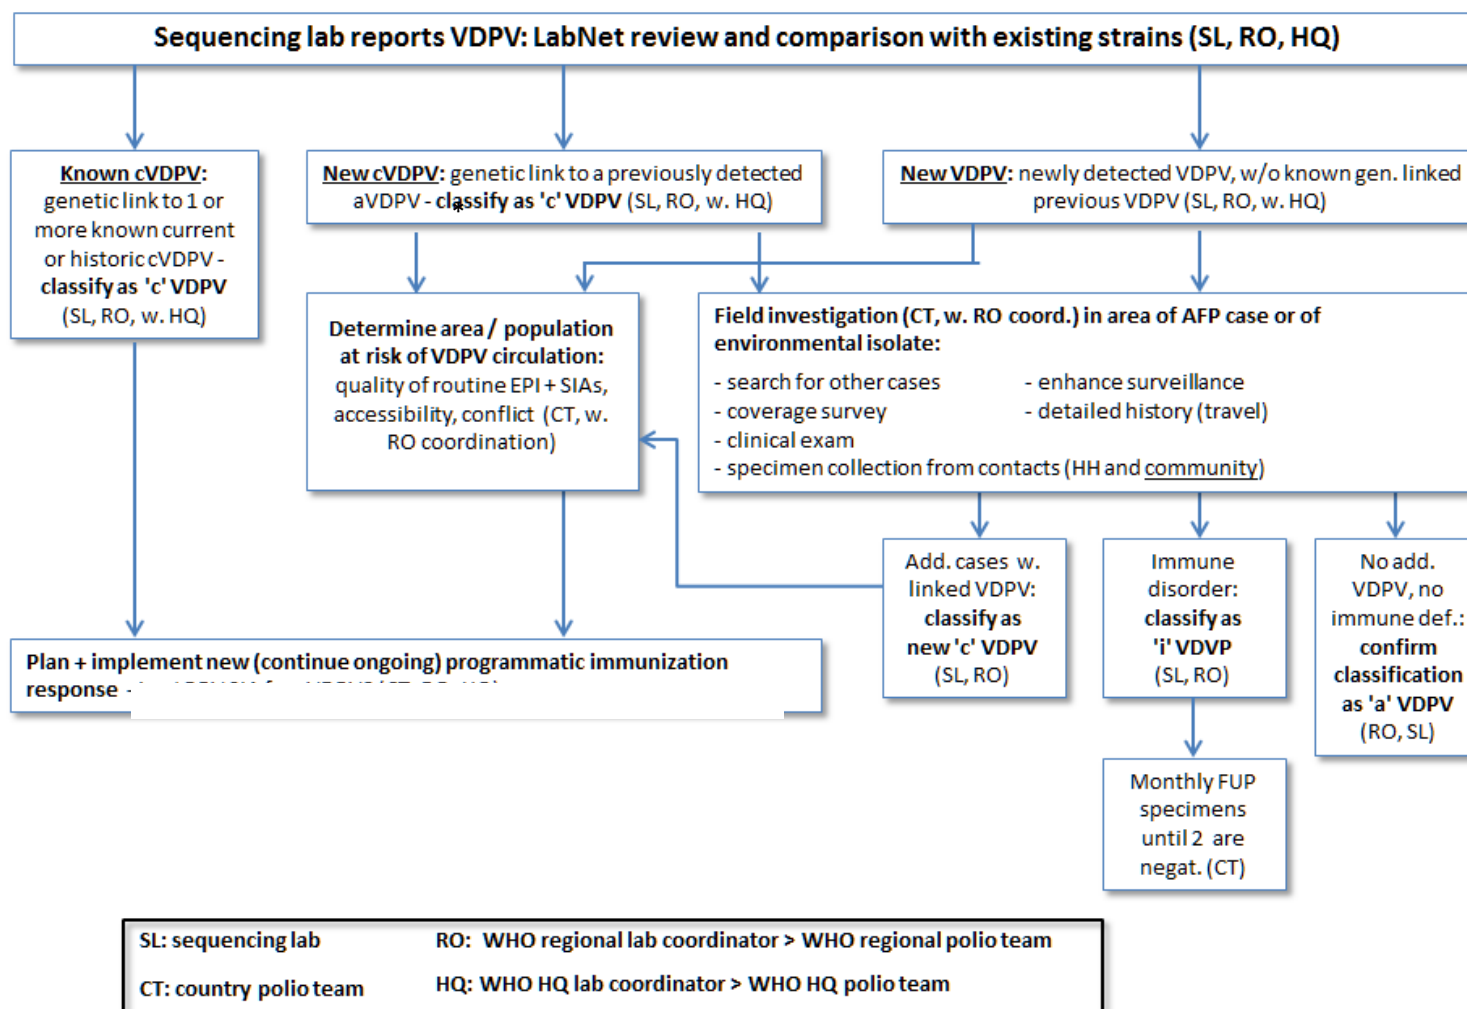 Sequencing lab reports VDPV: LabNet review and comparison with existing strains (SL, RO, HQ)
Known cVDPV:
genetic link to 1 or
more known current
or historic cVDPV -
classify as 'c' VDPV
(SL, RO, w. HQ)
New cVDPV: genetic link to a previously detected
aVDPV - classify as 'c' VDPV (SL, RO, w. HQ)
*
New VDPV: newly detected VDPV, w/o known gen. linked
previous VDPV (SL, RO, w. HQ)
Determine area / population
at risk of VDPV circulation:
quality of routine EPI + SIAs,
accessibility, conflict (CT, w.
RO coordination)
Field investigation (CT, w. RO coord.) in area of AFP case or of
environmental isolate:
- search for other cases
- enhance surveillance
- coverage survey
- detailed history (travel)
- clinical exam
- specimen collection from contacts (HH and community)
Add. cases w.
linked VDPV:
classify as
new 'c' VDPV
(SL, RO)
Immune
disorder:
classify as
'i' VDVP
(SL, RO)
No add.
VDPV, no
immune def.:
confirm
classification
as 'a' VDPV
(RO, SL)
Plan + implement new (continue ongoing) programmatic immunization
response -
Monthly FUP
specimens
until 2 are
negat. (CT)
SL: sequencing lab
RO: WHO regional lab coordinator > WHO regional polio team
CT: country polio team
HQ: WHO HQ lab coordinator > WHO HQ polio team